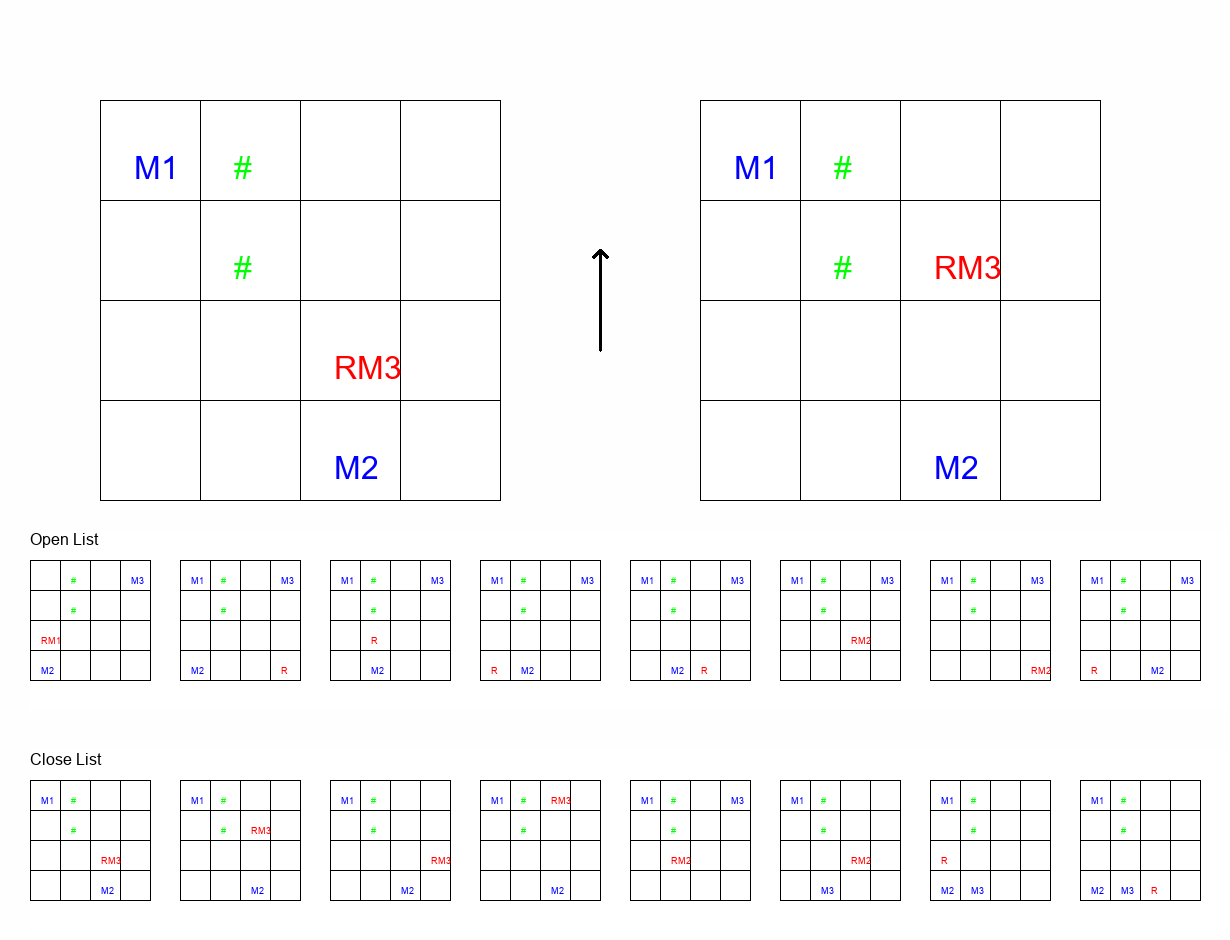 M1 # M1 #
# # RM3
RM3
M2 M2
Open List
# M3 M1 # M3 M1 # M3 M1 # M3 M1 # M3 M1 # M3 M1 # M3 M1 # M3
# # # # # # # #
RM1 R RM2
M2 M2 R M2 R M2 M2 R RM2 R M2
Close List
M1 # M1 # M1 # M1 # RM3 M1 # M3 M1 # M1 # M1 #
# # RM3 # # # # # #
RM3 RM3 RM2 RM2 R
M2 M2 M2 M2 M3 M2 M3 M2 M3 R